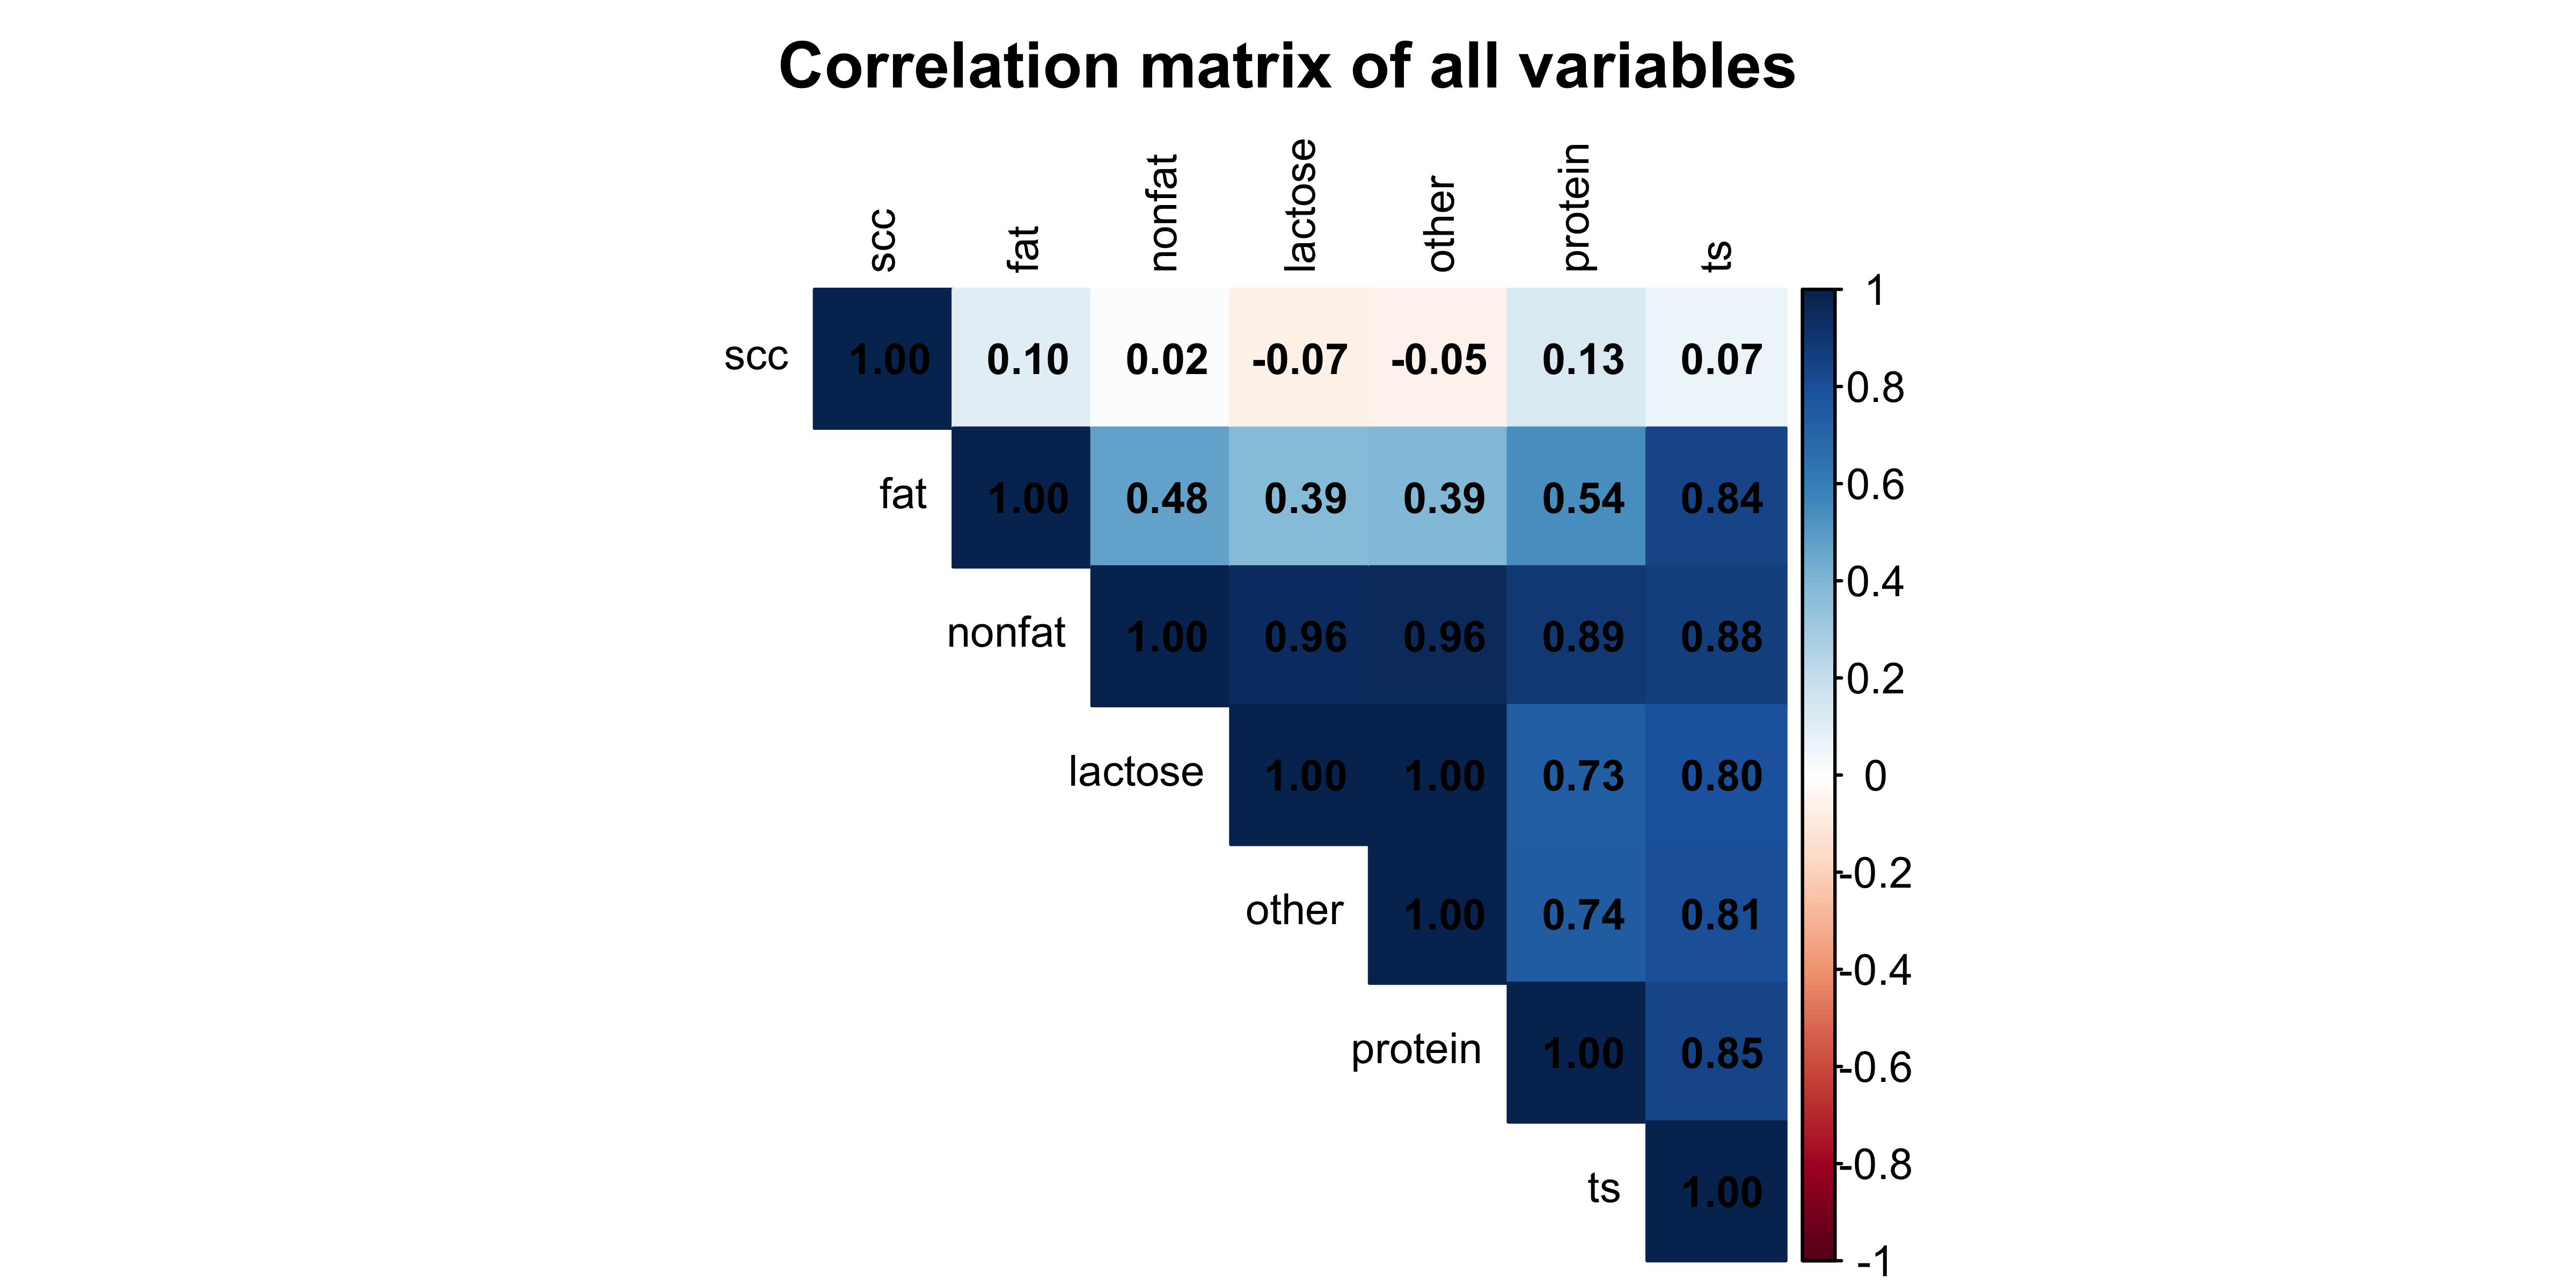 Correlation matrix of all variables
scc fat nonfat lactose other protein ts
scc 1.00 0.10 0.02 -0.07 -0.05 0.13 0.07
fat 1.00 0.48 0.39 0.39 0.54 0.84
nonfat 1.00 0.96 0.96 0.89 0.88
lactose 1.00 1.00 0.73 0.80
other 1.00 0.74 0.81
protein 1.00 0.85
ts 1.00
1
0.8
0.6
0.4
0.2
0
-0.2
-0.4
-0.6
-0.8
-1